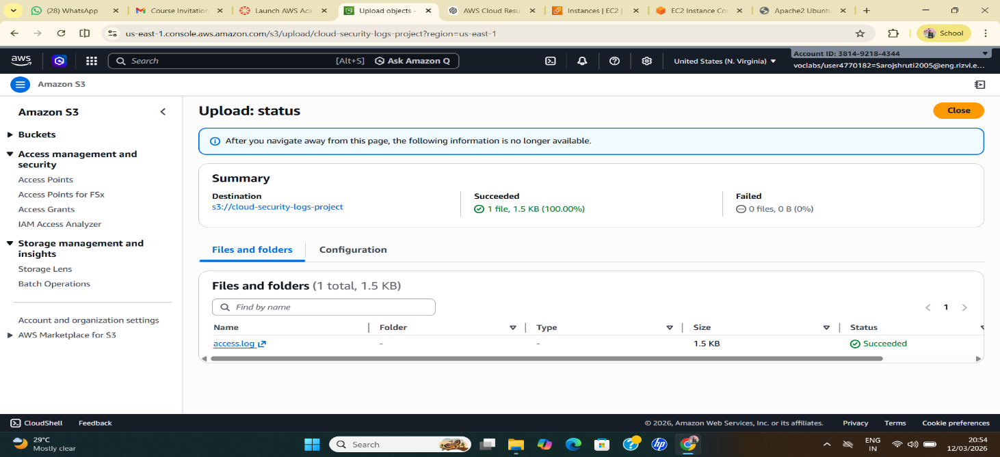 (28) WhatsApp
Course Invitation
Launch AWS Aca
Upload objects -
AWS Cloud Resu
Instances | EC2 |
EC2 Instance Co
Apache2 Ubuntu
us-east-1.console.aws.amazon.com/s3/upload/cloud-security-logs-project?region=us-east-1
School
aws
Search
[Alt+S]
Ask Amazon Q
United States (N. Virginia)
Account ID: 3814-9218-4344
voclabs/user4770182=Sarojshruti2005@eng.rizvi.e...
Amazon S3
Amazon S3
Buckets
Access management and
security
Access Points
Access Points for FSx
Access Grants
IAM Access Analyzer
Storage management and
insights
Storage Lens
Batch Operations
Account and organization settings
AWS Marketplace for S3
Upload: status
Close
After you navigate away from this page, the following information is no longer available.
Summary
Destination
s3://cloud-security-logs-project
Succeeded
1 file, 1.5 KB (100.00%)
Failed
0 files, 0 B (0%)
Files and folders
Configuration
Files and folders (1 total, 1.5 KB)
Find by name
1
Name
Folder
Type
Size
Status
access.log
-
-
1.5 KB
Succeeded
CloudShell
Feedback
© 2026, Amazon Web Services, Inc. or its affiliates.
Privacy
Terms
Cookie preferences
29°C
Mostly clear
Search
hp
ENG
IN
20:54
12/03/2026